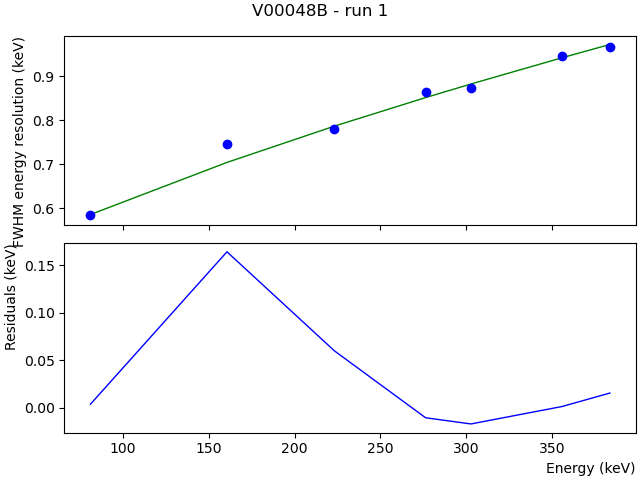 V00048B - run 1
FWHM energy resolution (keV)
0.9
0.8
0.7
0.6
Residuals (keV)
0.15
0.10
0.05
0.00
100 150 200 250 300 350
Energy (keV)